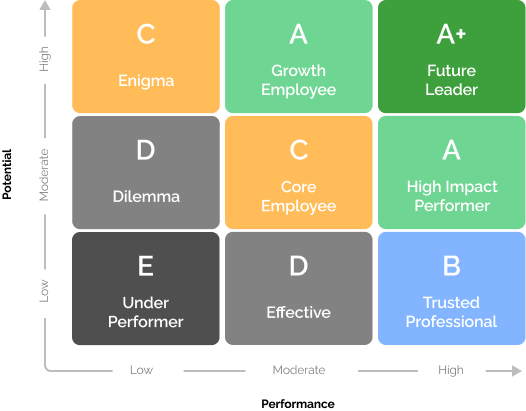 C
Enigma
A
Growth
Employee
A+
Future
Leader
High
D
Dilemma
C
Core
Employee
A
High Impact
Performer
Moderate
Potential
E
Under
Performer
D
Effective
B
Trusted
Professional
Low
Low
Moderate
High
Performance